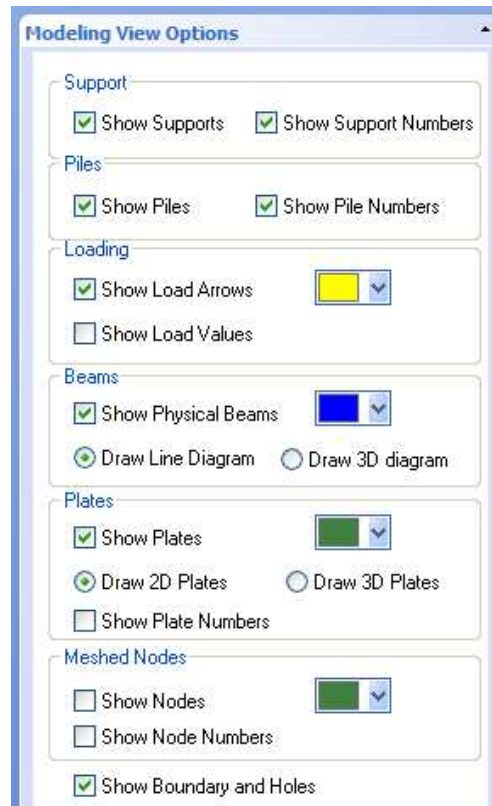 Modeling View Options
Support
Show Supports Show Support Numbers
Piles
Show Piles Show Pile Numbers
Loading
Show Load Arrows
Show Load Values
Beams
Show Physical Beams
Draw Line Diagram Draw 3D diagram
Plates
Show Plates
Draw 2D Plates Draw 3D Plates
Show Plate Numbers
Meshed Nodes
Show Nodes
Show Node Numbers
Show Boundary and Holes